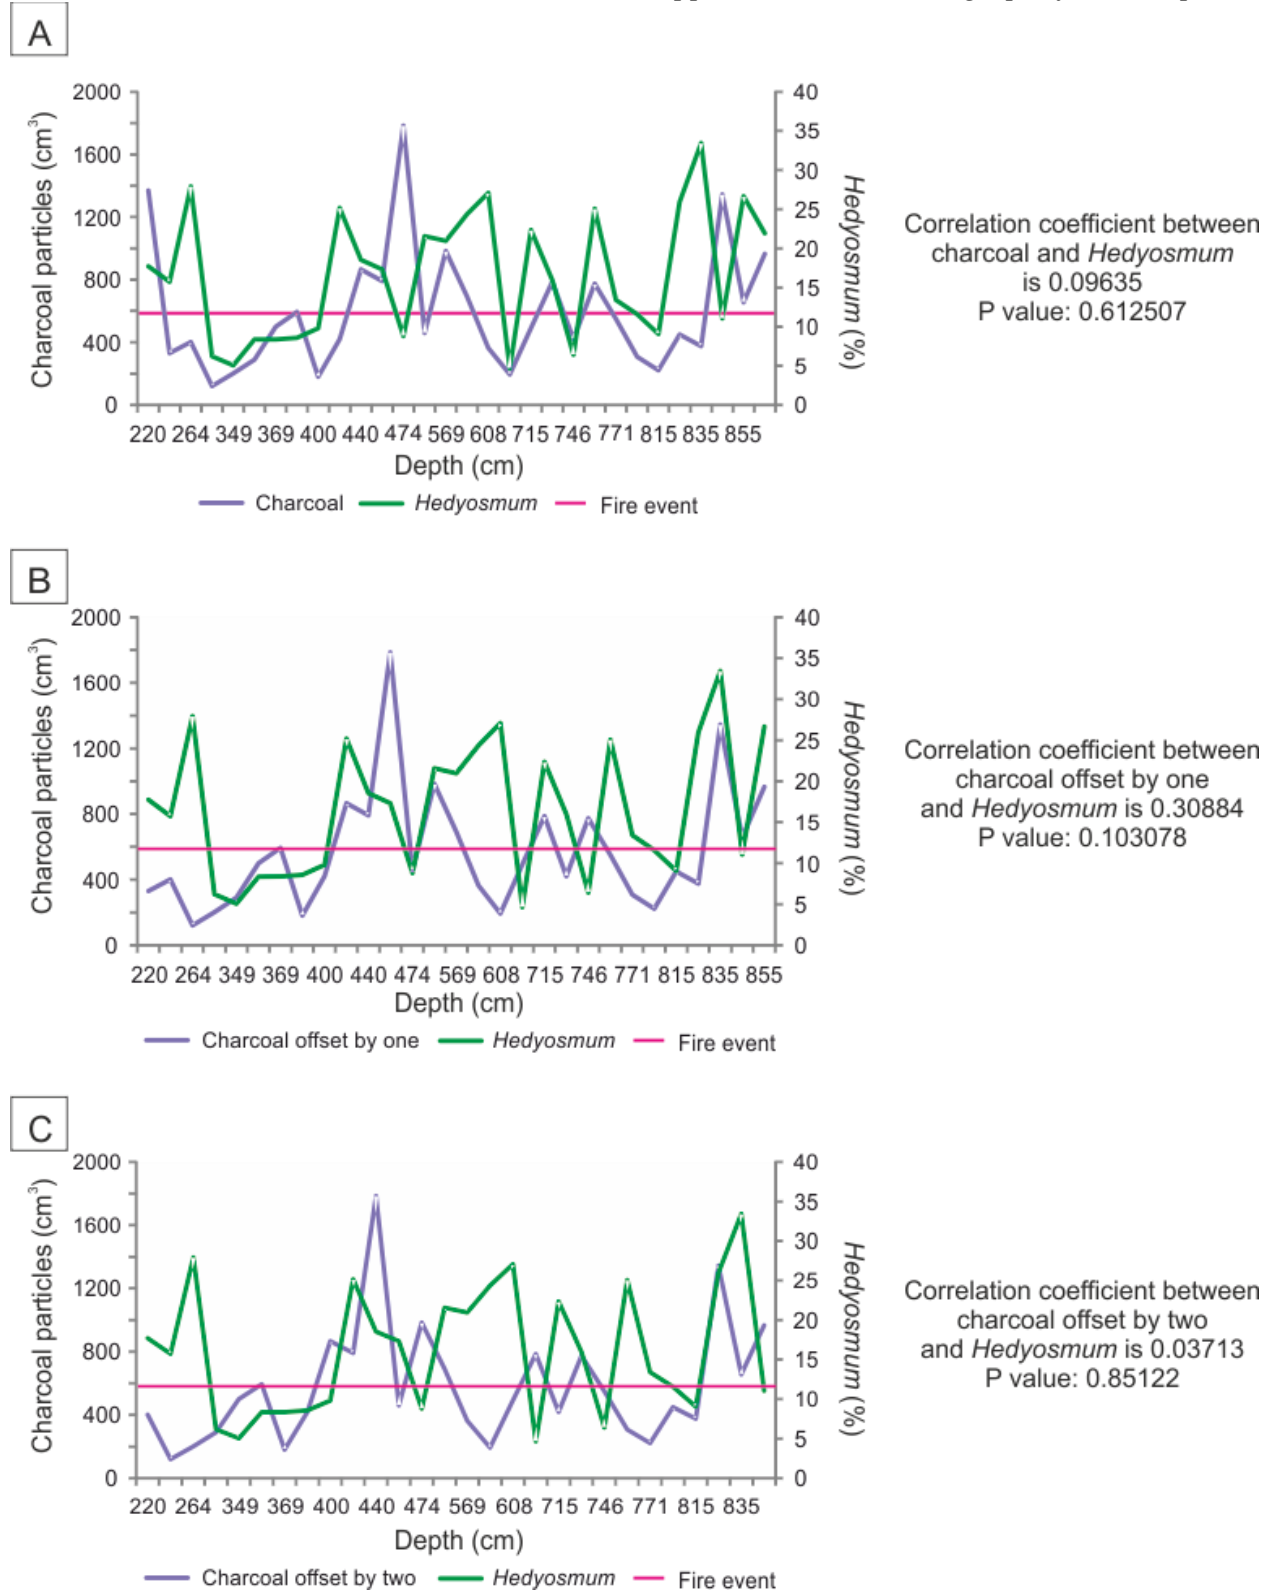 A
2000
1600
1200
800
400
0
Charcoal particles (cm³)
40
35
30
25
20
15
10
5
0
Hedyosmum (%)
220 264 349 369 400 440 474 569 608 715 746 771 815 835 855
Depth (cm)
Charcoal Hedyosmum Fire event
Correlation coefficient between
charcoal and Hedyosmum
is 0.09635
P value: 0.612507
B
2000
1600
1200
800
400
0
Charcoal particles (cm³)
40
35
30
25
20
15
10
5
0
Hedyosmum (%)
220 264 349 369 400 440 474 569 608 715 746 771 815 835 855
Depth (cm)
Charcoal offset by one Hedyosmum Fire event
Correlation coefficient between
charcoal offset by one
and Hedyosmum is 0.30884
P value: 0.103078
C
2000
1600
1200
800
400
0
Charcoal particles (cm³)
40
35
30
25
20
15
10
5
0
Hedyosmum (%)
220 264 349 369 400 440 474 569 608 715 746 771 815 835
Depth (cm)
Charcoal offset by two Hedyosmum Fire event
Correlation coefficient between
charcoal offset by two
and Hedyosmum is 0.03713
P value: 0.85122